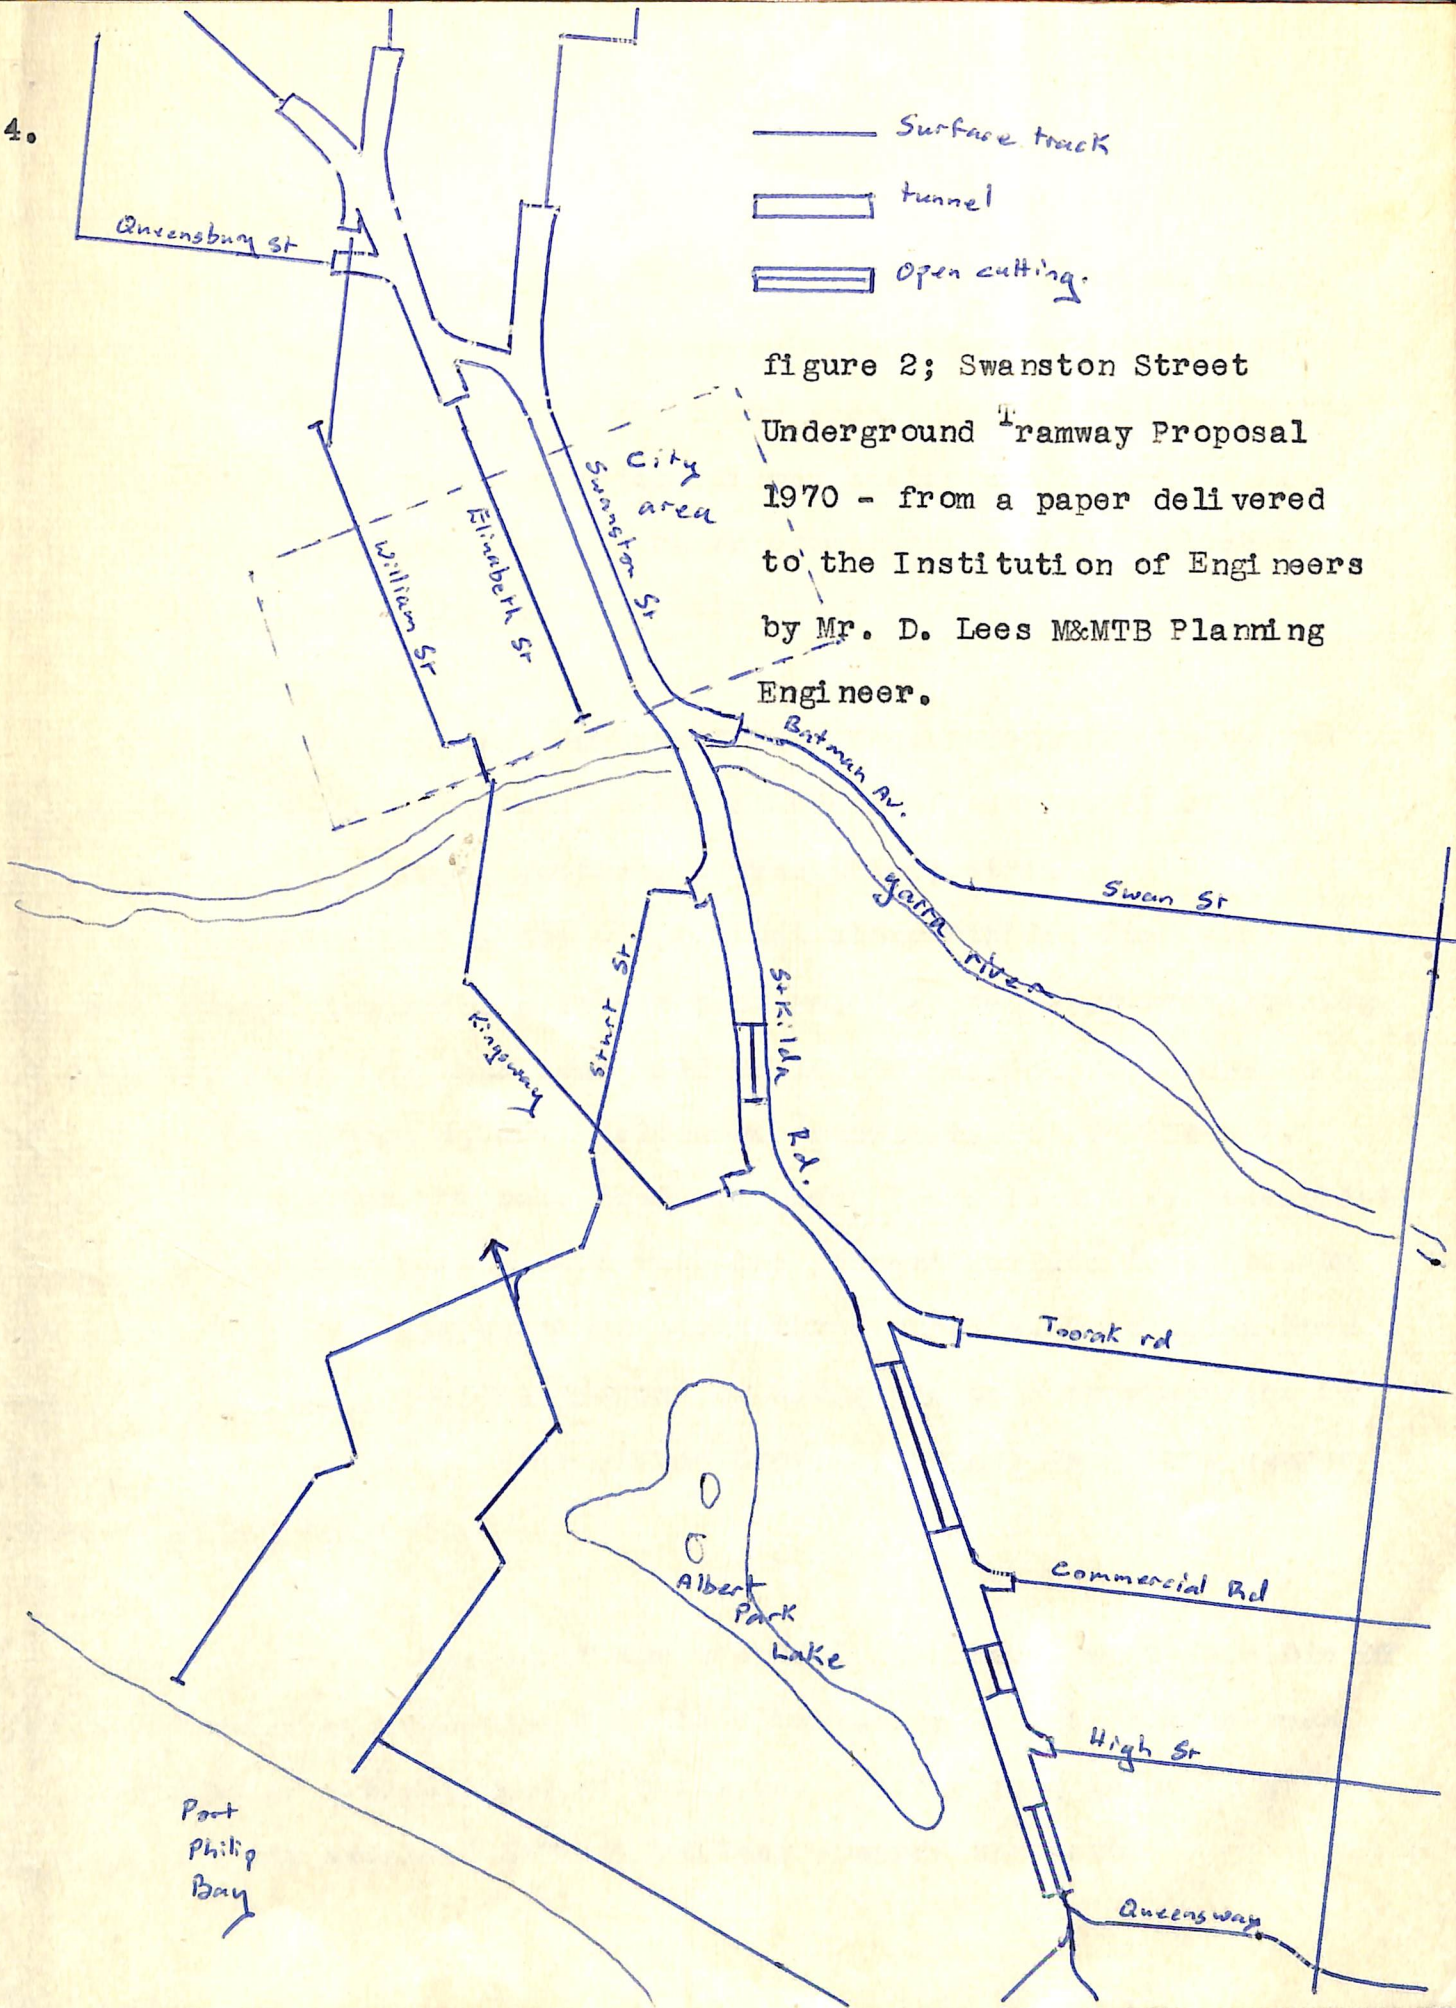 4.
Surface track
tunnel
Open cutting.
figure 2; Swanston Street
Underground Tramway Proposal
1970 - from a paper delivered
to the Institution of Engineers
by Mr. D. Lees M&MTB Planning
Engineer.
Queensbury St
City
area
Swanston St
Elizabeth St
William St
Batman Av.
Swan St
Yarra river
Sturt St.
St Kilda Rd.
Kingsway
Toorak rd
Commercial Rd
Albert
Park
Lake
High St
Port
Philip
Bay
Queensway